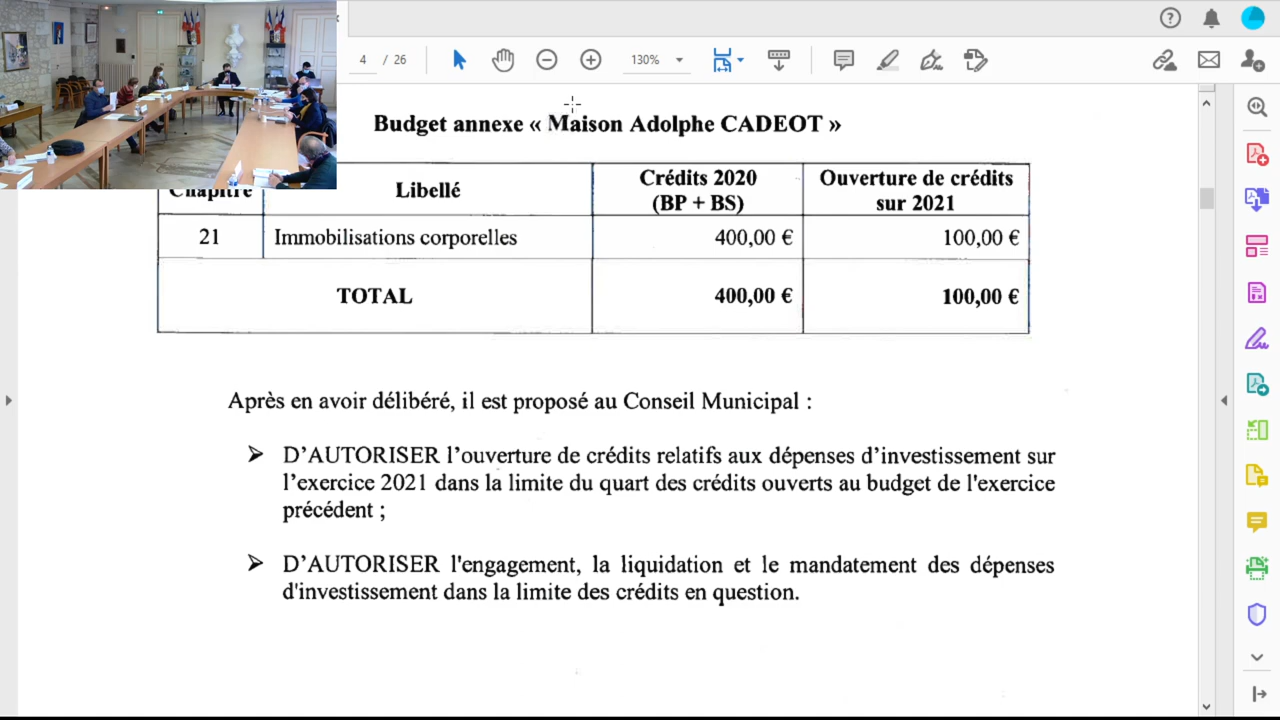 4 / 26
130%
Budget annexe « Maison Adolphe CADEOT »
Chapitre
Libellé
Crédits 2020
(BP + BS)
Ouverture de crédits
sur 2021
21
Immobilisations corporelles
400,00 €
100,00 €
TOTAL
400,00 €
100,00 €
Après en avoir délibéré, il est proposé au Conseil Municipal :
➢ D’AUTORISER l’ouverture de crédits relatifs aux dépenses d’investissement sur
l’exercice 2021 dans la limite du quart des crédits ouverts au budget de l'exercice
précédent ;
➢ D’AUTORISER l'engagement, la liquidation et le mandatement des dépenses
d'investissement dans la limite des crédits en question.